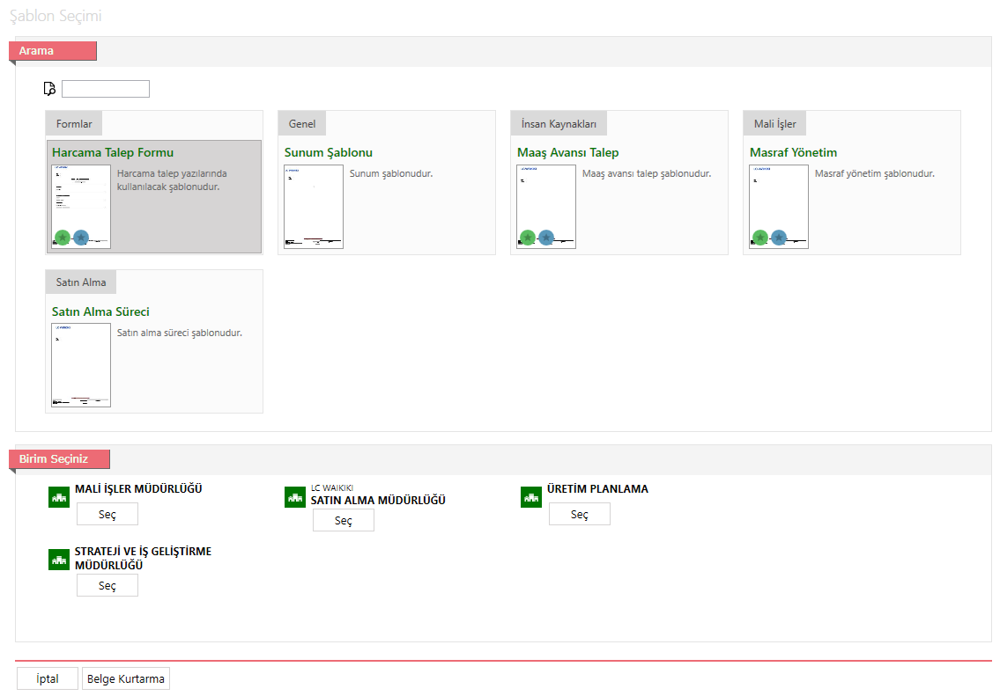 Şablon Seçimi
Arama
Formlar
Harcama Talep Formu
Harcama talep yazılarında
kullanılacak şablonudur.
Genel
Sunum Şablonu
Sunum şablonudur.
İnsan Kaynakları
Maaş Avansı Talep
Maaş avansı talep şablonudur.
Mali İşler
Masraf Yönetim
Masraf yönetim şablonudur.
Satın Alma
Satın Alma Süreci
Satın alma süreci şablonudur.
Birim Seçiniz
MALİ İŞLER MÜDÜRLÜĞÜ
Seç
LC WAIKIKI
SATIN ALMA MÜDÜRLÜĞÜ
Seç
ÜRETİM PLANLAMA
Seç
STRATEJİ VE İŞ GELİŞTİRME
MÜDÜRLÜĞÜ
Seç
İptal
Belge Kurtarma